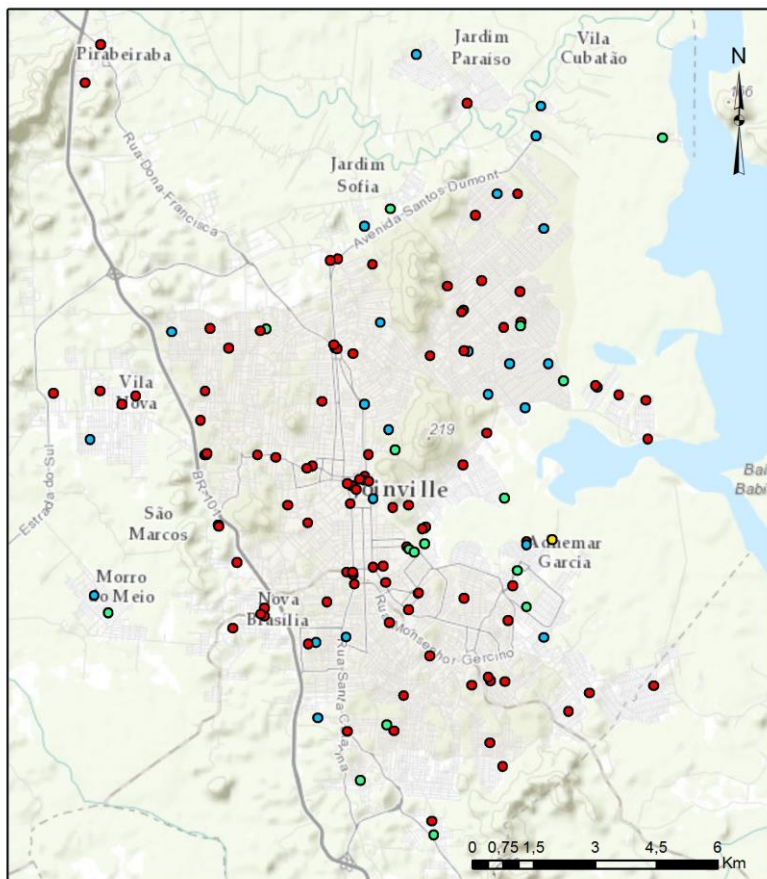 Pirabeiraba
Jardim
Paraíso
Vila
Cubatão
N
Rua-Dona-Francisca
Jardim
Sofia
Avenida-Santos-Dumont
Vila
Nova
219
Joinville
Estrada-do-Sul
BR-101
São
Marcos
Adhemar
Garcia
Morro
do Meio
Nova
Brasília
Rua-Monsenhor-Gercino
Rua-Santa-Catarina
0 0,75 1,5 3 4,5 6
Km